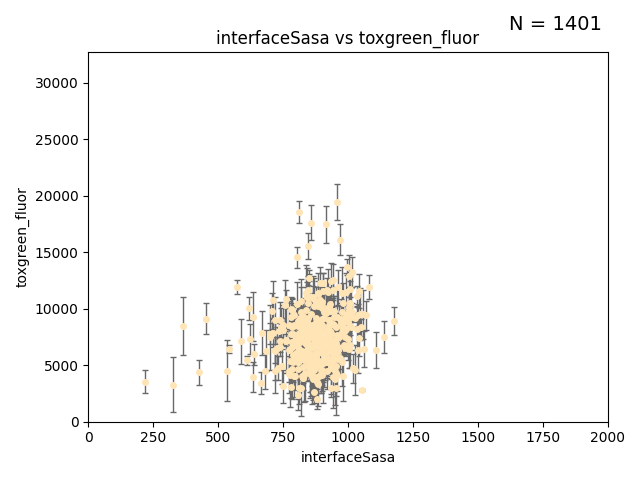 N = 1401
interfaceSasa vs toxgreen_fluor
30000
25000
20000
15000
10000
5000
0
toxgreen_fluor
0 250 500 750 1000 1250 1500 1750 2000
interfaceSasa